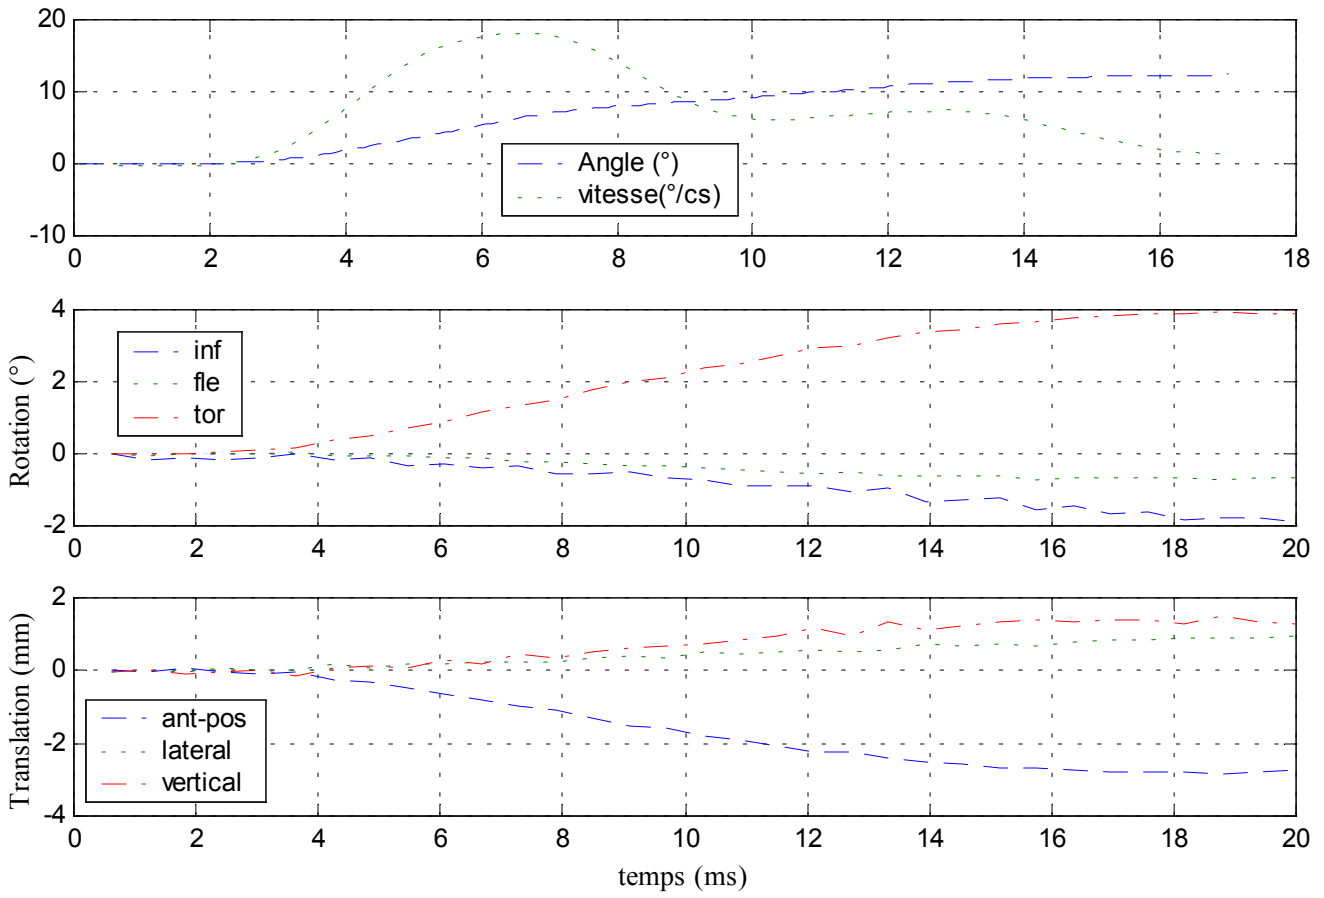 20
10
0
-10
Angle (°)
vitesse(°/cs)
0 2 4 6 8 10 12 14 16 18
Rotation (°)
4
2
0
-2
inf
fle
tor
0 2 4 6 8 10 12 14 16 18 20
Translation (mm)
2
0
-2
-4
ant-pos
lateral
vertical
0 2 4 6 8 10 12 14 16 18 20
temps (ms)